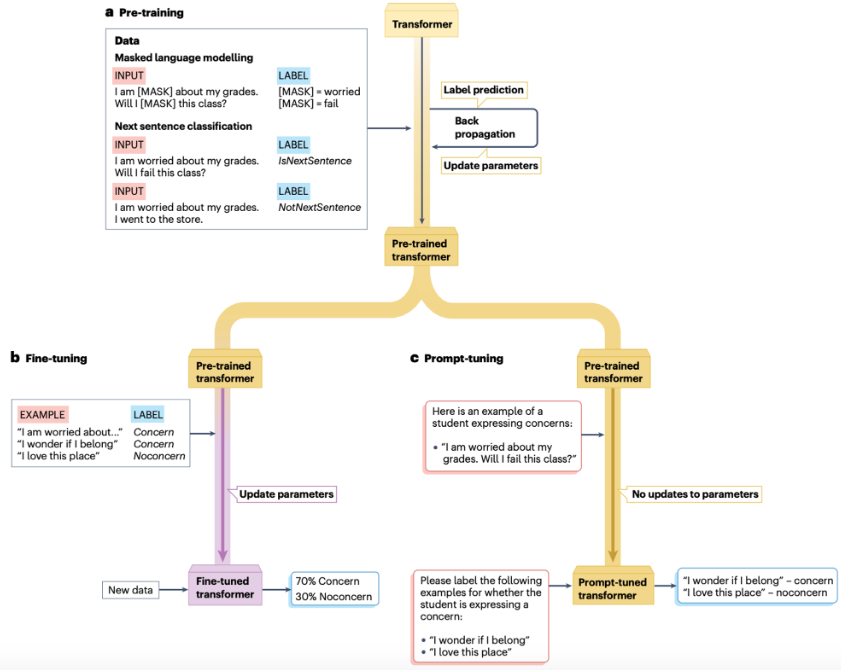 a Pre-training
Transformer
Data
Masked language modelling
INPUT LABEL
I am [MASK] about my grades. [MASK] = worried
Will I [MASK] this class? [MASK] = fail
Next sentence classification
INPUT LABEL
I am worried about my grades. IsNextSentence
Will I fail this class?
INPUT LABEL
I am worried about my grades. NotNextSentence
I went to the store.
Label prediction
Back
propagation
Update parameters
Pre-trained
transformer
b Fine-tuning
Pre-trained
transformer
EXAMPLE LABEL
“I am worried about...” Concern
“I wonder if I belong” Concern
“I love this place” Noconcern
Update parameters
New data
Fine-tuned
transformer
70% Concern
30% Noconcern
c Prompt-tuning
Pre-trained
transformer
Here is an example of a
student expressing concerns:
• “I am worried about my
grades. Will I fail this class?”
No updates to parameters
Please label the following
examples for whether the
student is expressing a
concern:
• “I wonder if I belong”
• “I love this place”
Prompt-tuned
transformer
“I wonder if I belong” – concern
“I love this place” – noconcern